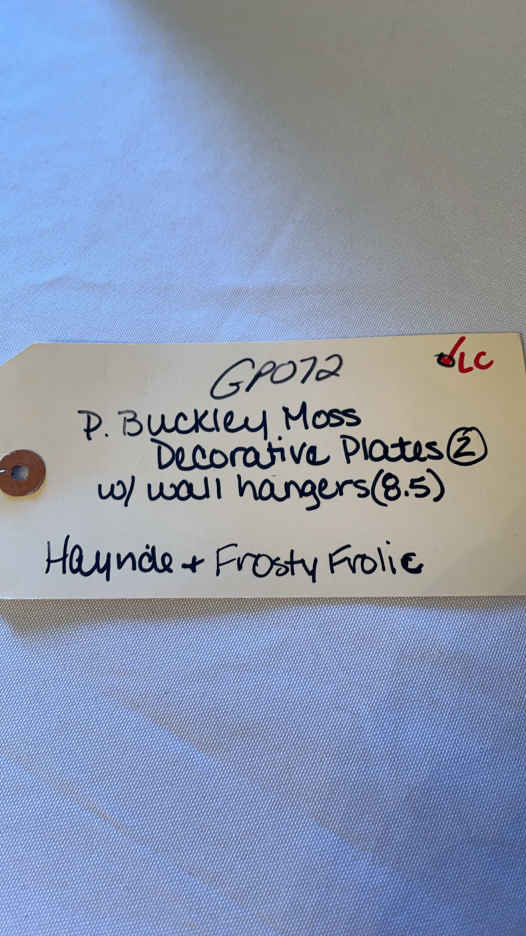 GP072
LC
P. Buckley Moss
Decorative Plates 2
w/ wall hangers (8.5)
Hayride + Frosty Frolic